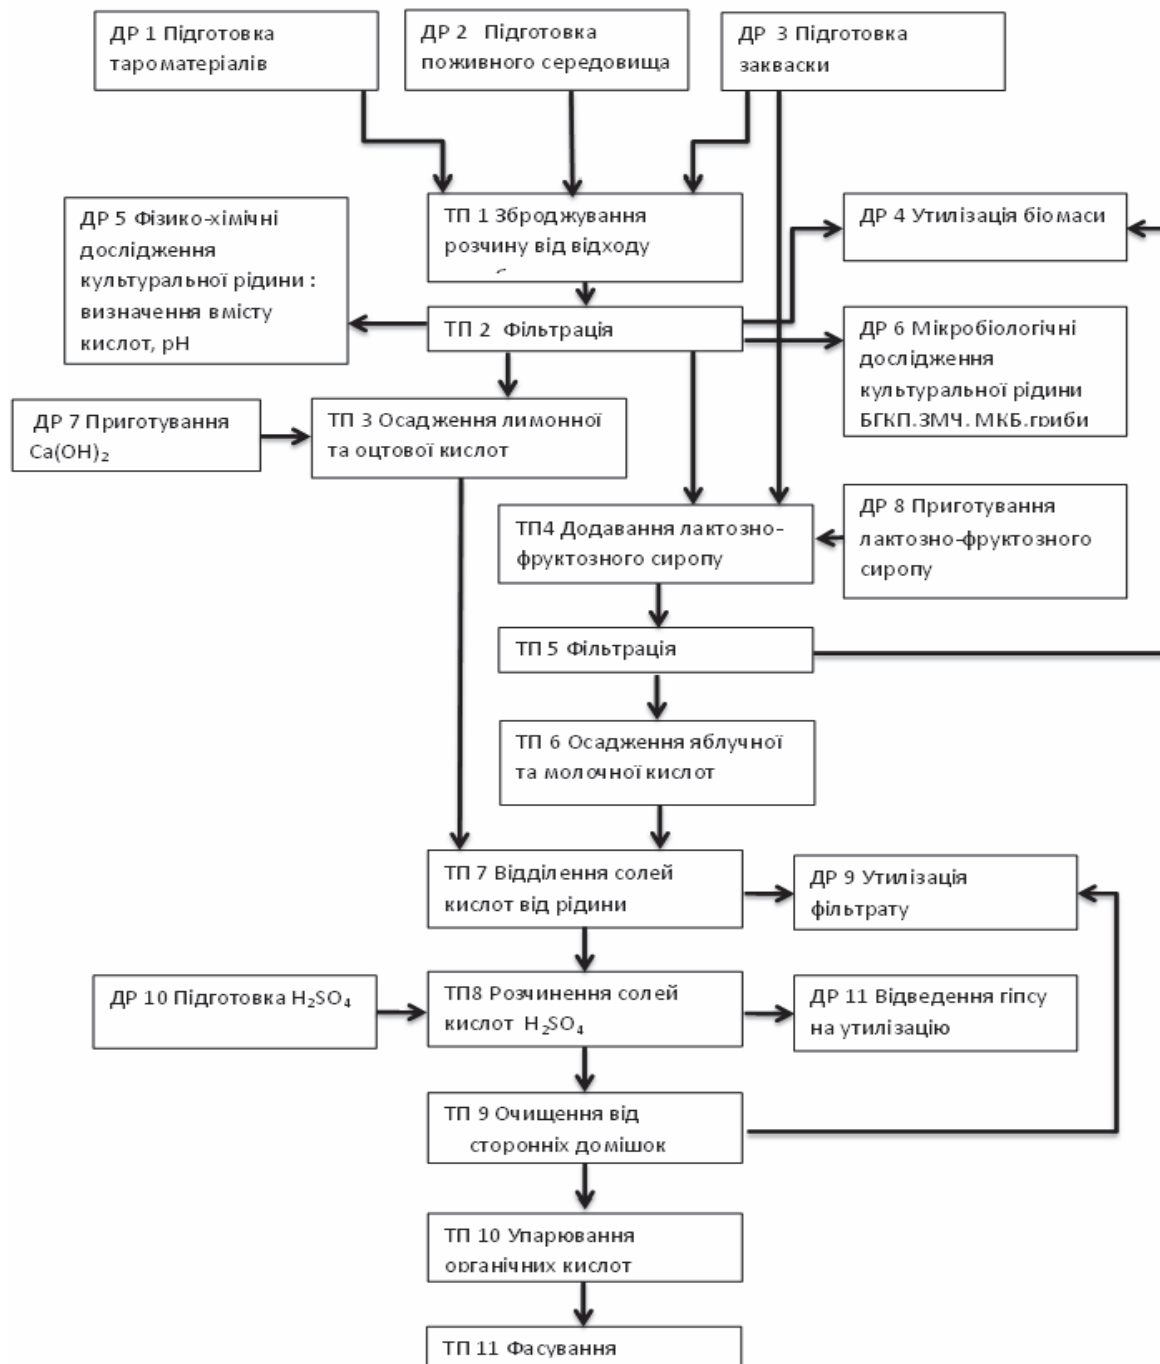 ДР 1 Підготовка
тароматеріалів
ДР 2 Підготовка
поживного середовища
ДР 3 Підготовка
закваски
ТП 1 Зброджування
розчину від відходу
ДР 5 Фізико-хімічні
дослідження
культуральної рідини :
визначення вмісту
кислот, рН
ДР 4 Утилізація біомаси
ТП 2 Фільтрація
ДР 6 Мікробіологічні
дослідження
культуральної рідини
БГКП,ЗМЧ, МКБ,гриби
ДР 7 Приготування
Ca(OH)₂
ТП 3 Осадження лимонної
та оцтової кислот
ТП4 Додавання лактозно-
фруктозного сиропу
ДР 8 Приготування
лактозно-фруктозного
сиропу
ТП 5 Фільтрація
ТП 6 Осадження яблучної
та молочної кислот
ТП 7 Відділення солей
кислот від рідини
ДР 9 Утилізація
фільтрату
ДР 10 Підготовка H₂SO₄
ТП8 Розчинення солей
кислот H₂SO₄
ДР 11 Відведення гіпсу
на утилізацію
ТП 9 Очищення від
сторонніх домішок
ТП 10 Упарювання
органічних кислот
ТП 11 Фасування